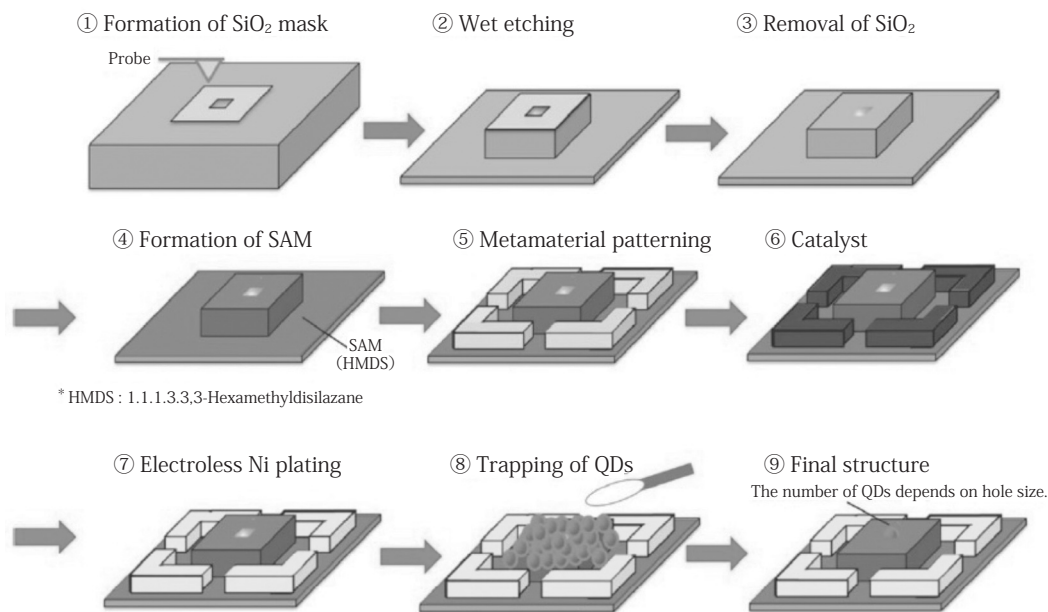 ① Formation of SiO₂ mask
② Wet etching
③ Removal of SiO₂
Probe
④ Formation of SAM
⑤ Metamaterial patterning
⑥ Catalyst
SAM
(HMDS)
* HMDS : 1.1.1.3.3,3-Hexamethyldisilazane
⑦ Electroless Ni plating
⑧ Trapping of QDs
⑨ Final structure
The number of QDs depends on hole size.